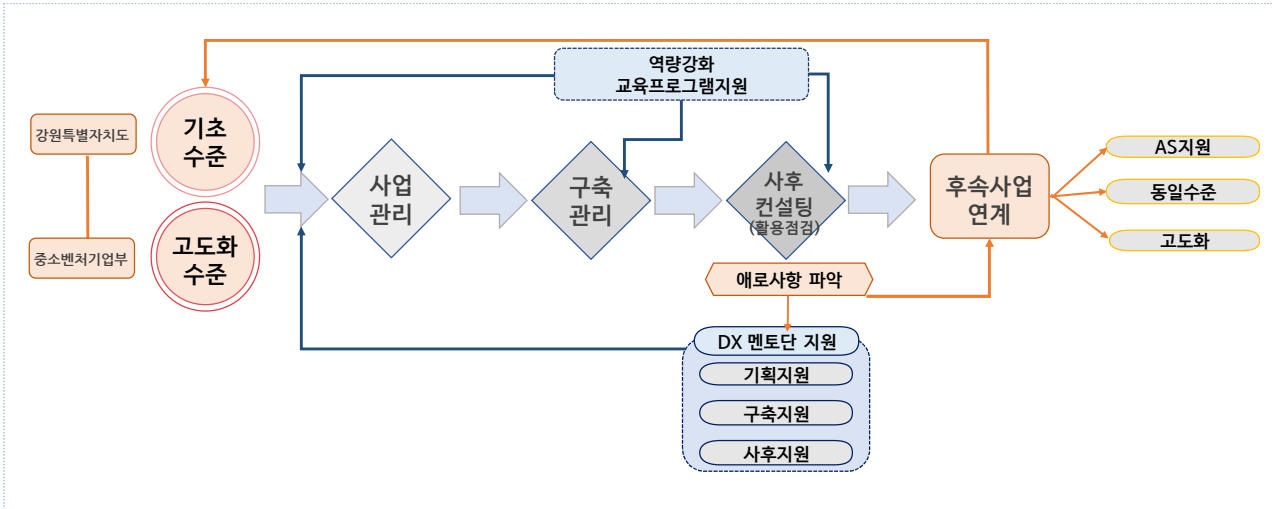 역량강화
교육프로그램지원
강원특별자치도
중소벤처기업부
기초
수준
고도화
수준
사업
관리
구축
관리
사후
컨설팅
(활용점검)
후속사업
연계
AS지원
동일수준
고도화
애로사항 파악
DX 멘토단 지원
기획지원
구축지원
사후지원